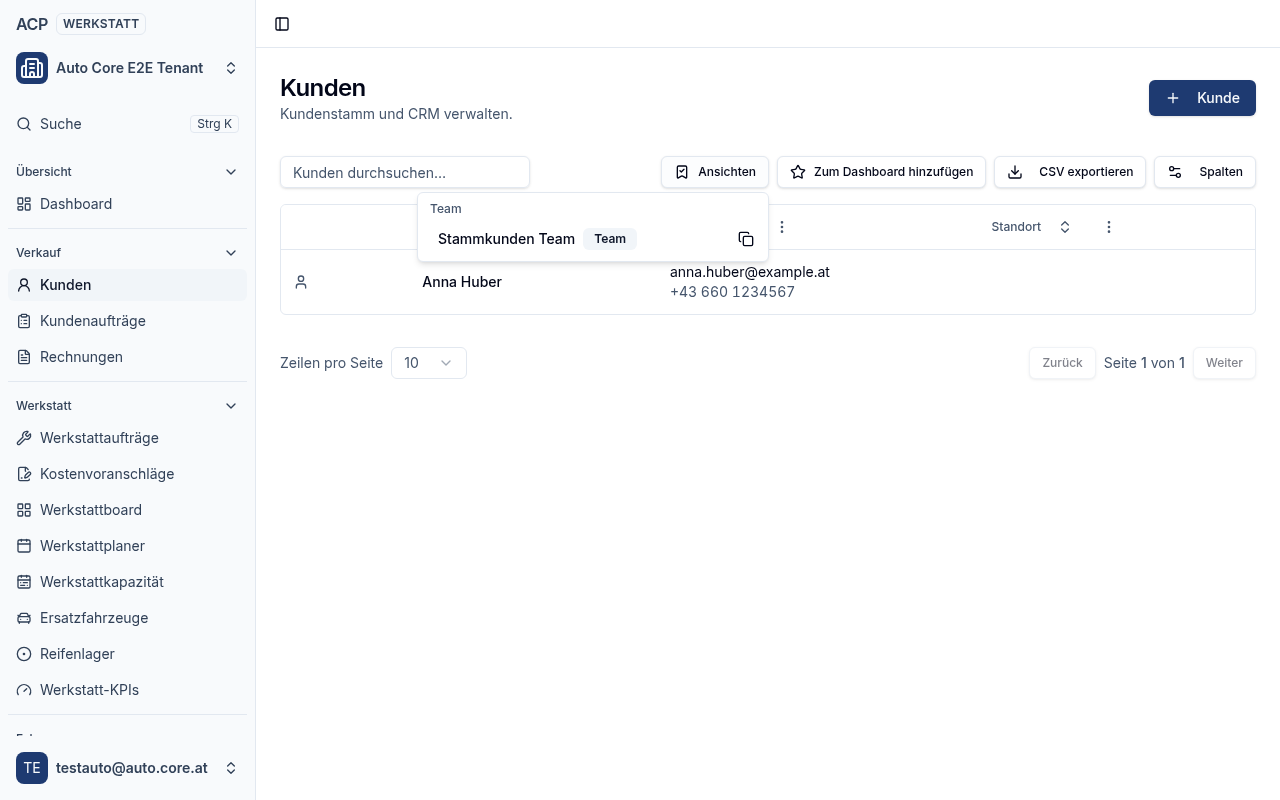 ACP WERKSTATT
Auto Core E2E Tenant
Suche Strg K
Übersicht
Dashboard
Verkauf
Kunden
Kundenaufträge
Rechnungen
Werkstatt
Werkstattaufträge
Kostenvoranschläge
Werkstattboard
Werkstattplaner
Werkstattkapazität
Ersatzfahrzeuge
Reifenlager
Werkstatt-KPIs
TE testauto@auto.core.at
Kunden
Kundenstamm und CRM verwalten.
Kunde
Kunden durchsuchen...
Ansichten
Zum Dashboard hinzufügen
CSV exportieren
Spalten
Team
Stammkunden Team Team
Standort
Anna Huber
anna.huber@example.at
+43 660 1234567
Zeilen pro Seite 10
Zurück Seite 1 von 1 Weiter